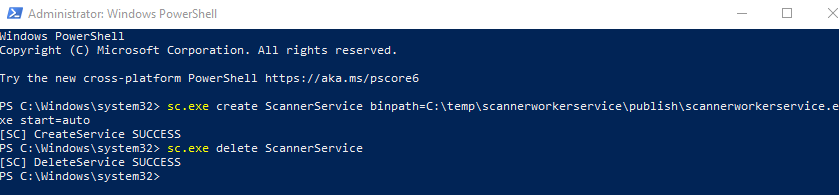 Administrator: Windows PowerShell
Windows PowerShell
Copyright (C) Microsoft Corporation. All rights reserved.
Try the new cross-platform PowerShell https://aka.ms/pscore6
PS C:\Windows\system32> sc.exe create ScannerService binpath=C:\temp\scannerworkerservice\publish\scannerworkerservice.e
xe start=auto
[SC] CreateService SUCCESS
PS C:\Windows\system32> sc.exe delete ScannerService
[SC] DeleteService SUCCESS
PS C:\Windows\system32>